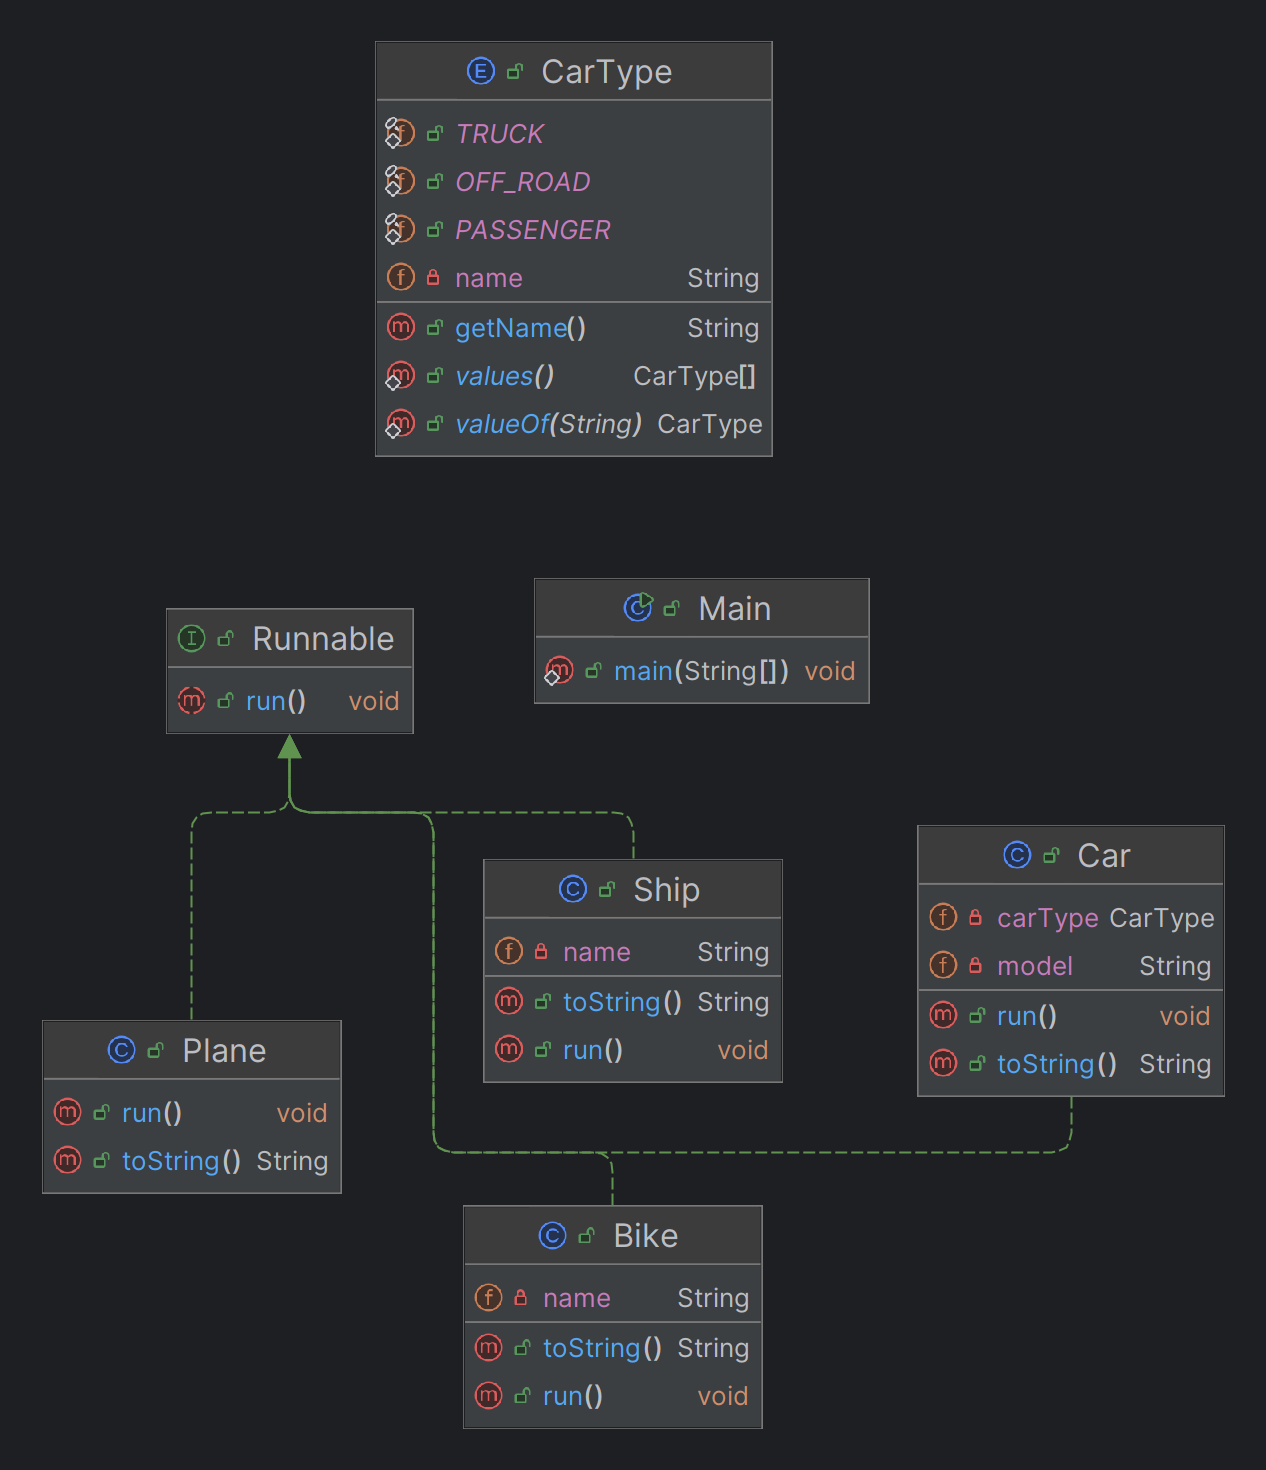 E CarType
f TRUCK
f OFF_ROAD
f PASSENGER
f name String
m getName() String
m values() CarType[]
m valueOf(String) CarType
C Main
m main(String[]) void
I Runnable
m run() void
C Ship
f name String
m toString() String
m run() void
C Car
f carType CarType
f model String
m run() void
m toString() String
C Plane
m run() void
m toString() String
C Bike
f name String
m toString() String
m run() void